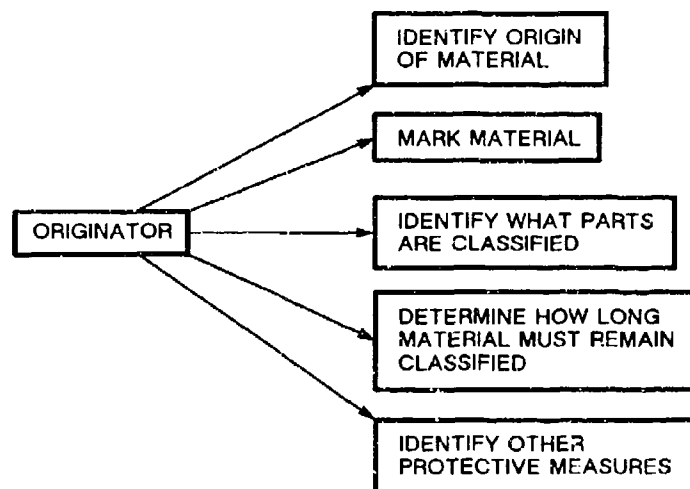 IDENTIFY ORIGIN
OF MATERIAL
MARK MATERIAL
ORIGINATOR
IDENTIFY WHAT PARTS
ARE CLASSIFIED
DETERMINE HOW LONG
MATERIAL MUST REMAIN
CLASSIFIED
IDENTIFY OTHER
PROTECTIVE MEASURES